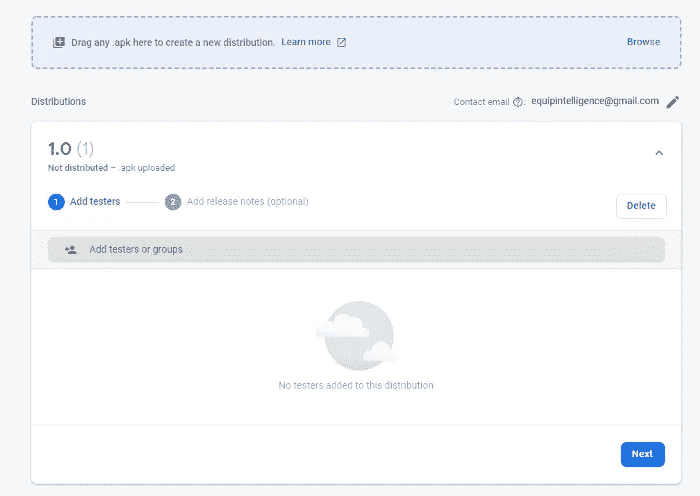 Drag any .apk here to create a new distribution. Learn more Browse
Distributions Contact email ?: equipintelligence@gmail.com
1.0 (1)
Not distributed – .apk uploaded
1 Add testers 2 Add release notes (optional) Delete
Add testers or groups
No testers added to this distribution
Next